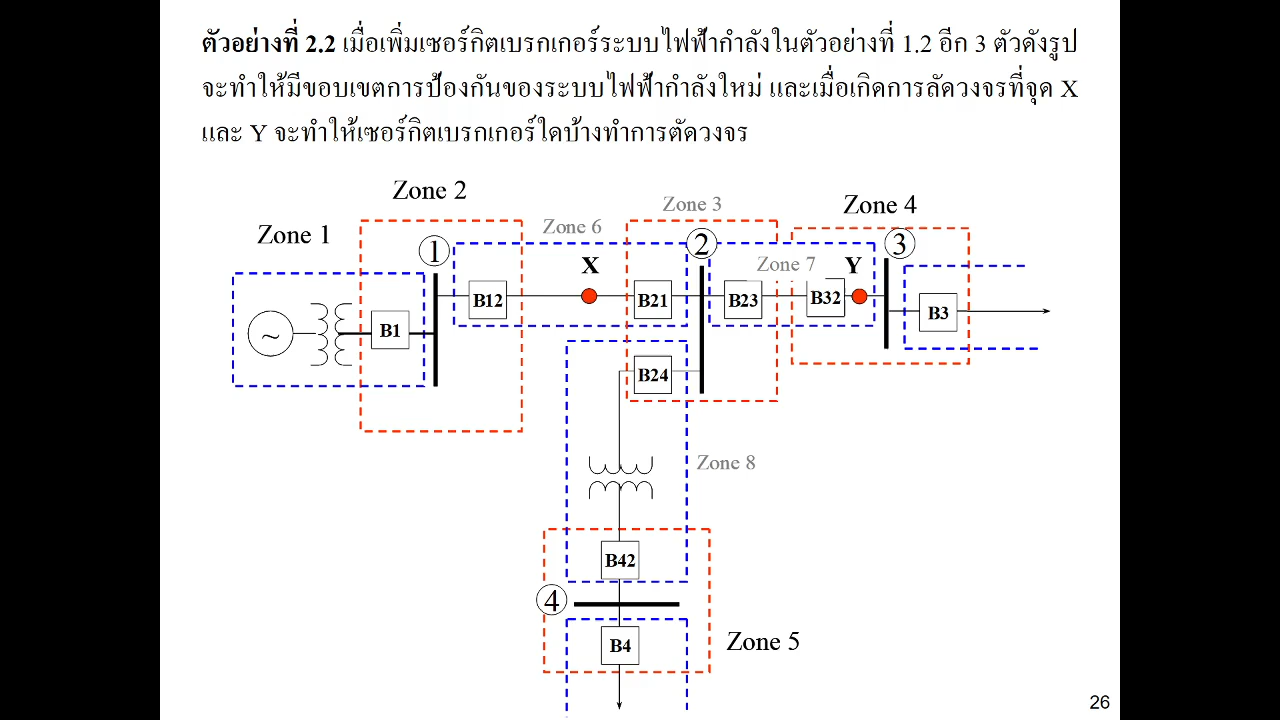 ตัวอย่างที่ 2.2 เมื่อเพิ่มเซอร์กิตเบรกเกอร์ระบบไฟฟ้ากำลังในตัวอย่างที่ 1.2 อีก 3 ตัวดังรูป
จะทำให้มีขอบเขตการป้องกันของระบบไฟฟ้ากำลังใหม่ และเมื่อเกิดการลัดวงจรที่จุด X
และ Y จะทำให้เซอร์กิตเบรกเกอร์ใดบ้างทำการตัดวงจร
Zone 2
Zone 3
Zone 4
Zone 6
Zone 1
1
2
3
X
Zone 7
Y
B12
B21
B23
B32
B3
~
B1
B24
Zone 8
B42
4
B4
Zone 5
26